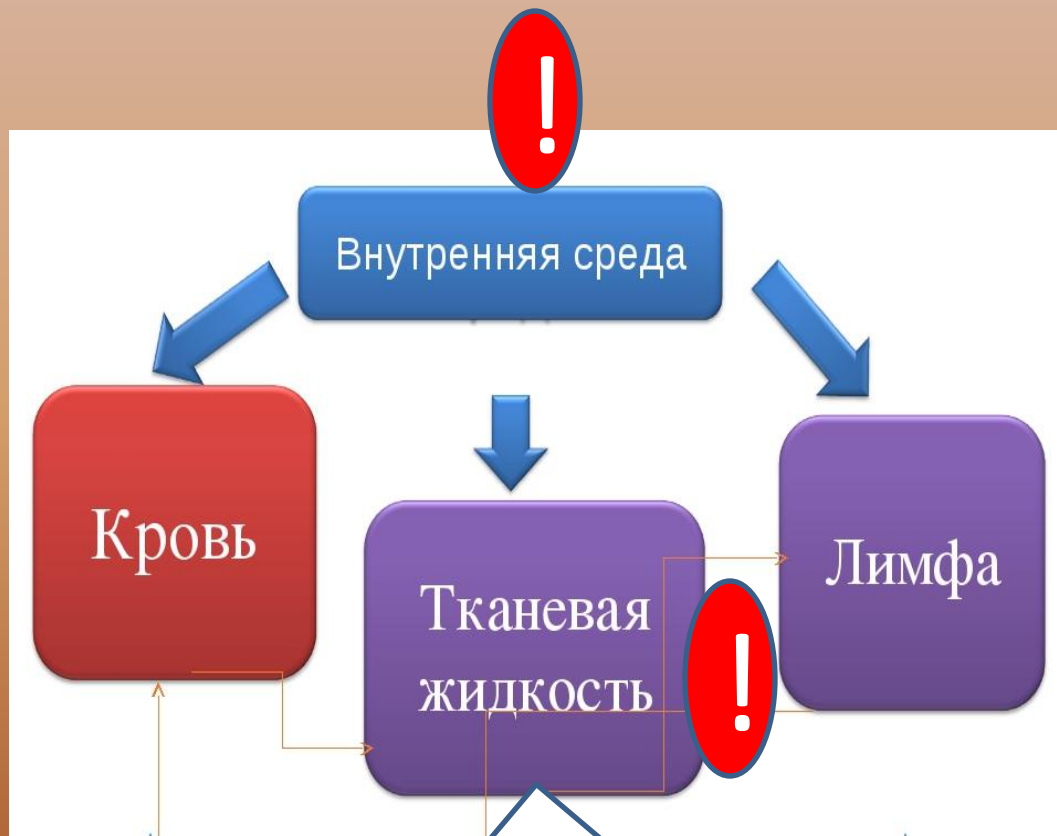 !
Внутренняя среда
Кровь
Тканевая
жидкость
!
Лимфа